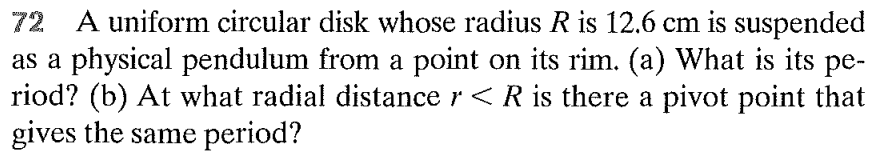 72 A uniform circular disk whose radius R is 12.6 cm is suspended
as a physical pendulum from a point on its rim. (a) What is its pe-
riod? (b) At what radial distance r < R is there a pivot point that
gives the same period?